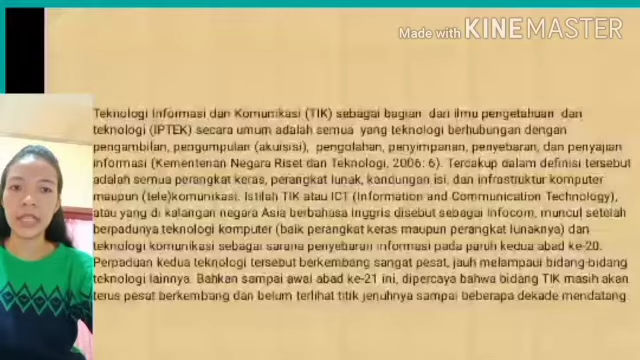 Made with KINEMASTER
Teknologi Informasi dan Komunikasi (TIK) sebagai bagian dari ilmu pengetahuan dan
teknologi (IPTEK) secara umum adalah semua yang teknologi berhubungan dengan
pengambilan, pengumpulan (akuisisi), pengolahan, penyimpanan, penyebaran, dan penyajian
informasi (Kementerian Negara Riset dan Teknologi, 2006: 6). Tercakup dalam definisi tersebut
adalah semua perangkat keras, perangkat lunak, kandungan isi, dan infrastruktur komputer
maupun (tele)komunikasi. Istilah TIK atau ICT (Information and Communication Technology),
atau yang di kalangan negara Asia berbahasa Inggris disebut sebagai Infocom, muncul setelah
berpadunya teknologi komputer (baik perangkat keras maupun perangkat lunaknya) dan
teknologi komunikasi sebagai sarana penyebaran informasi pada paruh kedua abad ke-20.
Perpaduan kedua teknologi tersebut berkembang sangat pesat, jauh melampaui bidang-bidang
teknologi lainnya. Bahkan sampai awal abad ke-21 ini, dipercaya bahwa bidang TIK masih akan
terus pesat berkembang dan belum terlihat titik jenuhnya sampai beberapa dekade mendatang